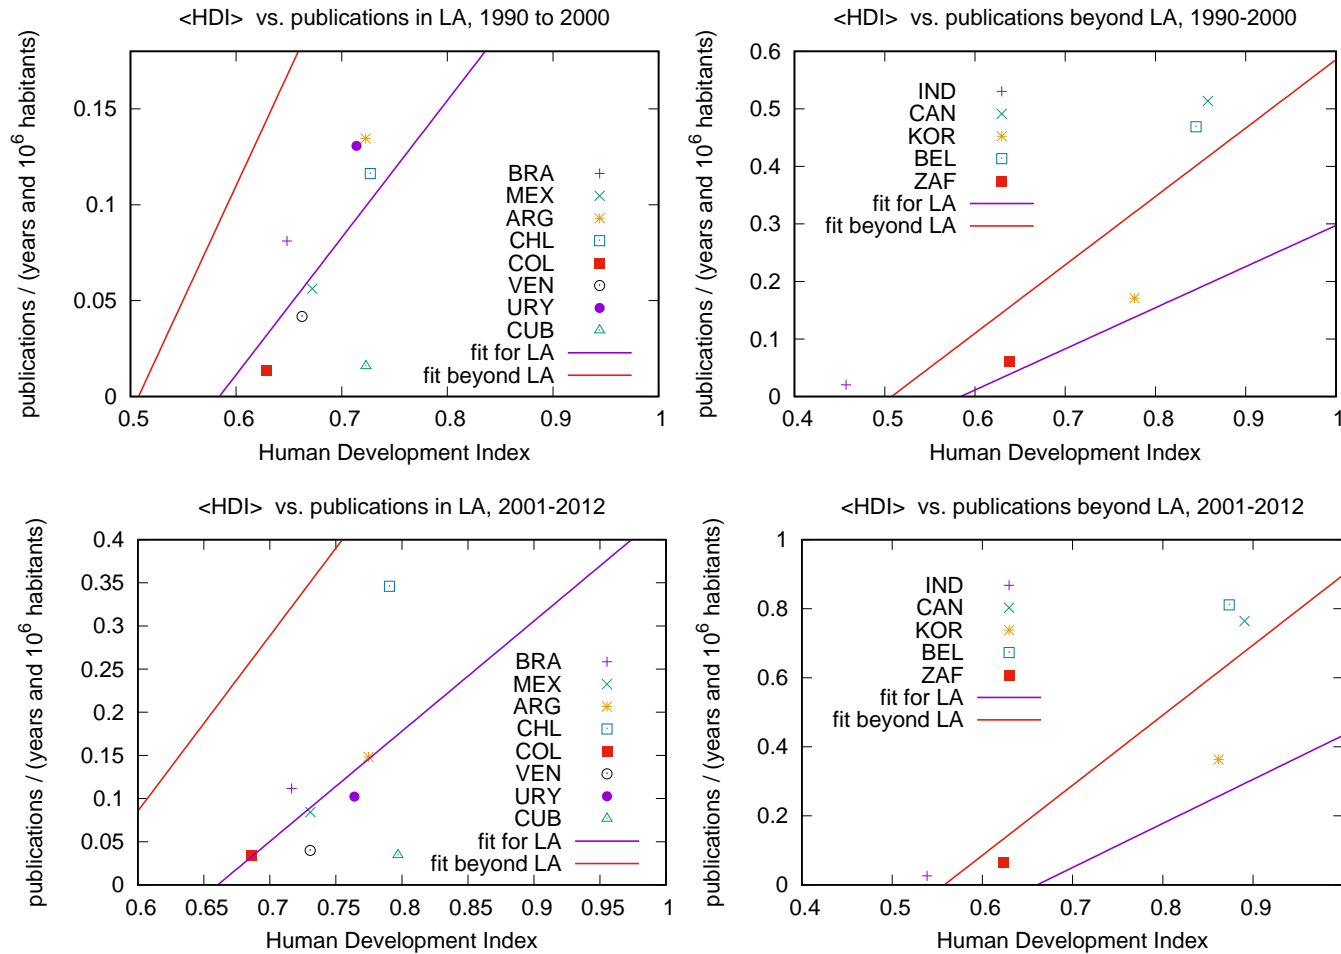 <HDI> vs. publications in LA, 1990 to 2000
publications / (years and 10^6 habitants)
0.15
0.1
0.05
0
0.5
0.6
0.7
0.8
0.9
1
Human Development Index
BRA
MEX
ARG
CHL
COL
VEN
URY
CUB
fit for LA
fit beyond LA
<HDI> vs. publications beyond LA, 1990-2000
publications / (years and 10^6 habitants)
0.6
0.5
0.4
0.3
0.2
0.1
0
0.4
0.5
0.6
0.7
0.8
0.9
1
Human Development Index
IND
CAN
KOR
BEL
ZAF
fit for LA
fit beyond LA
<HDI> vs. publications in LA, 2001-2012
publications / (years and 10^6 habitants)
0.4
0.35
0.3
0.25
0.2
0.15
0.1
0.05
0
0.6
0.65
0.7
0.75
0.8
0.85
0.9
0.95
1
Human Development Index
BRA
MEX
ARG
CHL
COL
VEN
URY
CUB
fit for LA
fit beyond LA
<HDI> vs. publications beyond LA, 2001-2012
publications / (years and 10^6 habitants)
1
0.8
0.6
0.4
0.2
0
0.4
0.5
0.6
0.7
0.8
0.9
Human Development Index
IND
CAN
KOR
BEL
ZAF
fit for LA
fit beyond LA